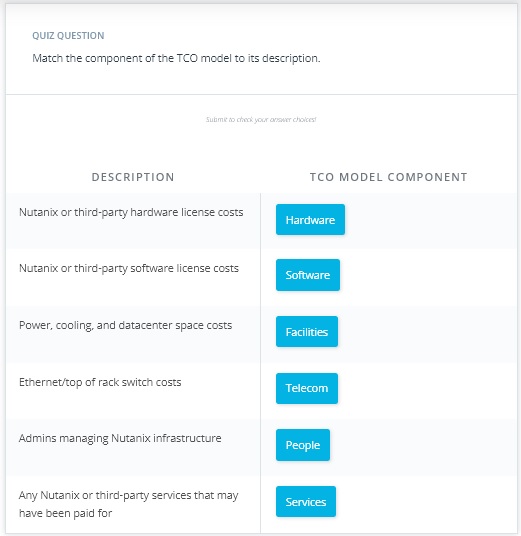 QUIZ QUESTION
Match the component of the TCO model to its description.
Submit to check your answer choices!
DESCRIPTION
TCO MODEL COMPONENT
Nutanix or third-party hardware license costs
Hardware
Nutanix or third-party software license costs
Software
Power, cooling, and datacenter space costs
Facilities
Ethernet/top of rack switch costs
Telecom
Admins managing Nutanix infrastructure
People
Any Nutanix or third-party services that may
have been paid for
Services